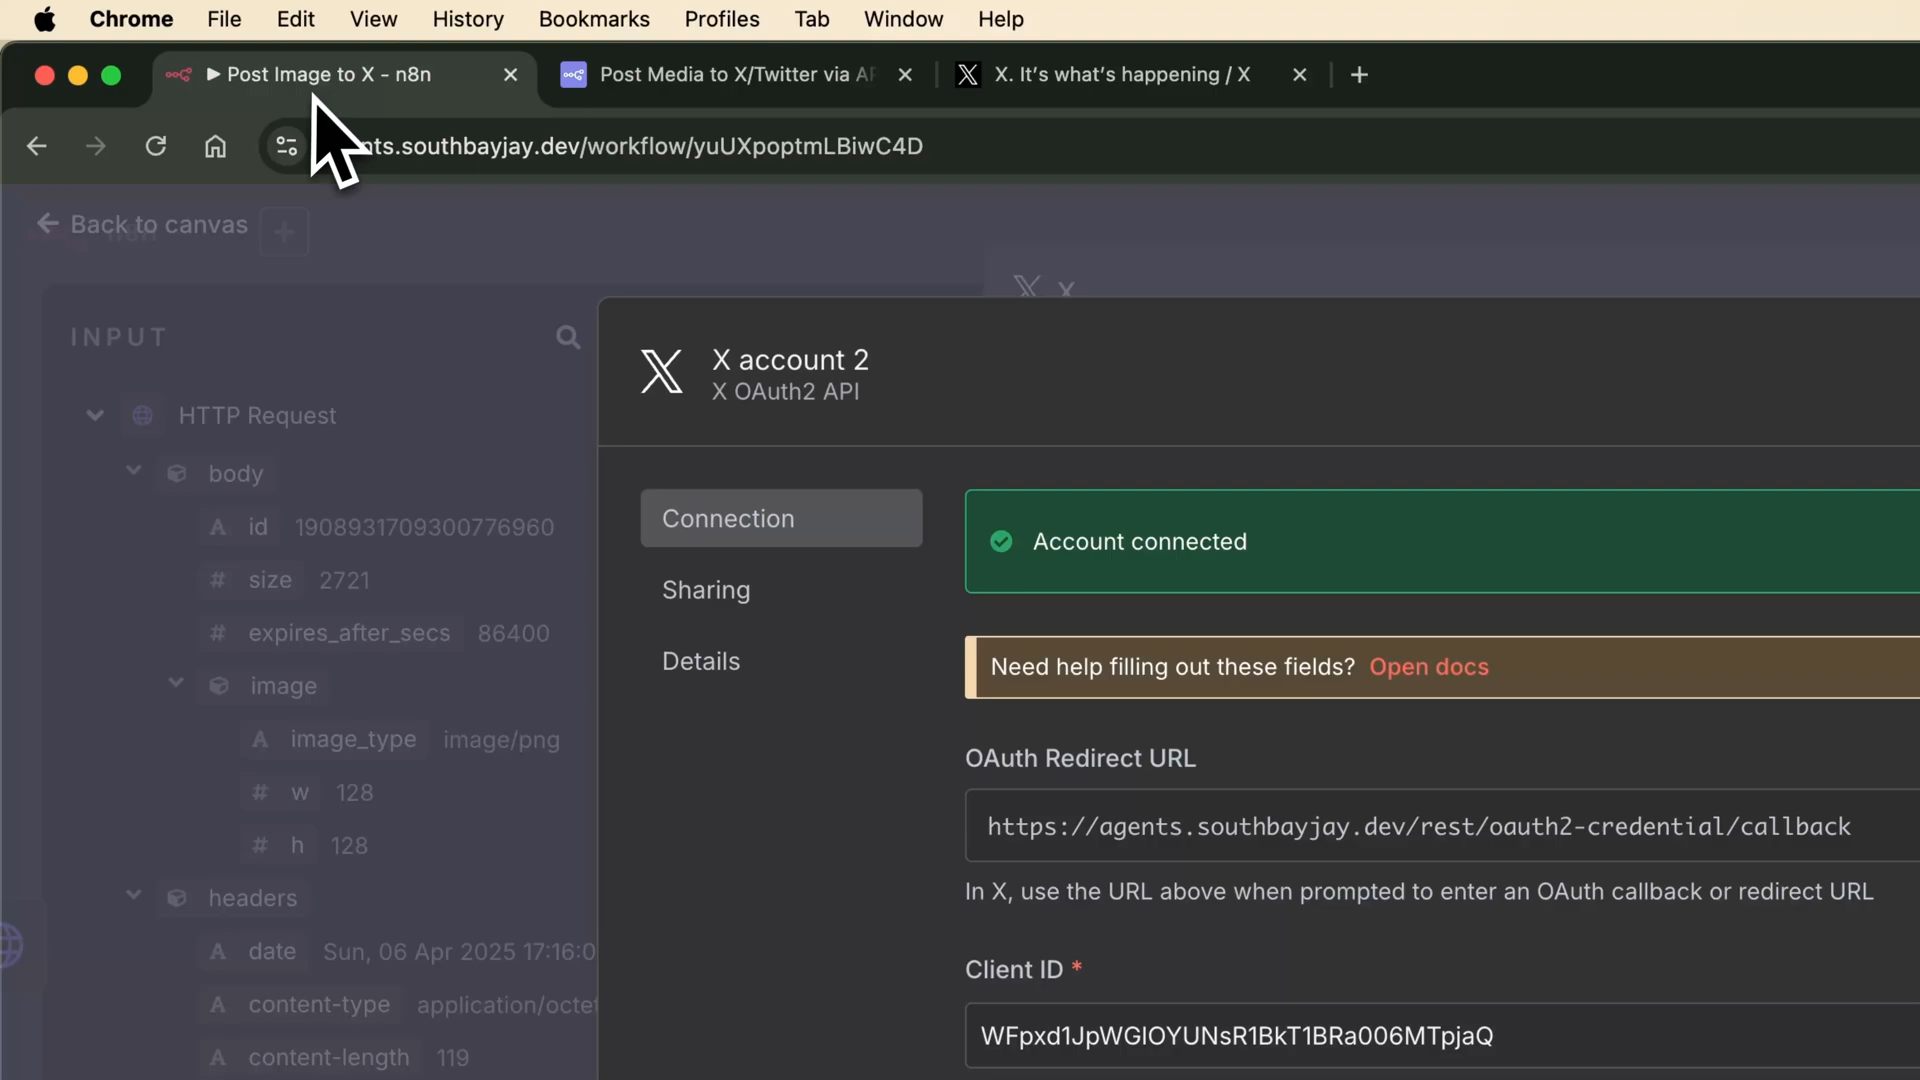 Chrome File Edit View History Bookmarks Profiles Tab Window Help
Post Image to X - n8n
Post Media to X/Twitter via AP
X. It's what's happening / X
nts.southbayjay.dev/workflow/yuUXpoptmLBiwC4D
Back to canvas
n8n
X
INPUT
HTTP Request
body
A id 1908931709300776960
# size 2721
# expires_after_secs 86400
image
A image_type image/png
# w 128
# h 128
headers
A date Sun, 06 Apr 2025 17:16:0
A content-type application/octet
A content-length 119
X account 2
X OAuth2 API
Connection
Sharing
Details
Account connected
Need help filling out these fields? Open docs
OAuth Redirect URL
https://agents.southbayjay.dev/rest/oauth2-credential/callback
In X, use the URL above when prompted to enter an OAuth callback or redirect URL
Client ID *
WFpxd1JpWGlOYUNsR1BkT1BRa006MTpjaQ